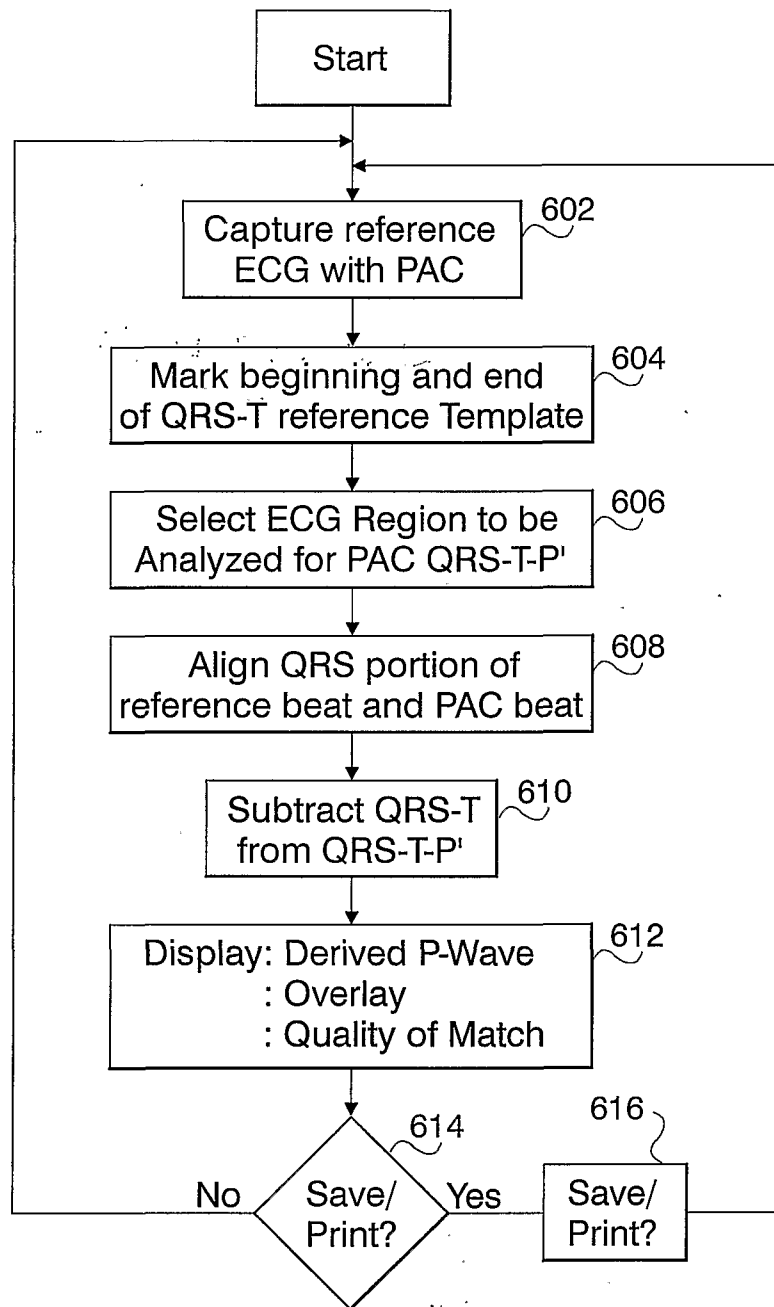 Start
602
Capture reference
ECG with PAC
604
Mark beginning and end
of QRS-T reference Template
606
Select ECG Region to be
Analyzed for PAC QRS-T-P'
608
Align QRS portion of
reference beat and PAC beat
610
Subtract QRS-T
from QRS-T-P'
612
Display: Derived P-Wave
: Overlay
: Quality of Match
614
616
No
Save/
Print?
Yes
Save/
Print?